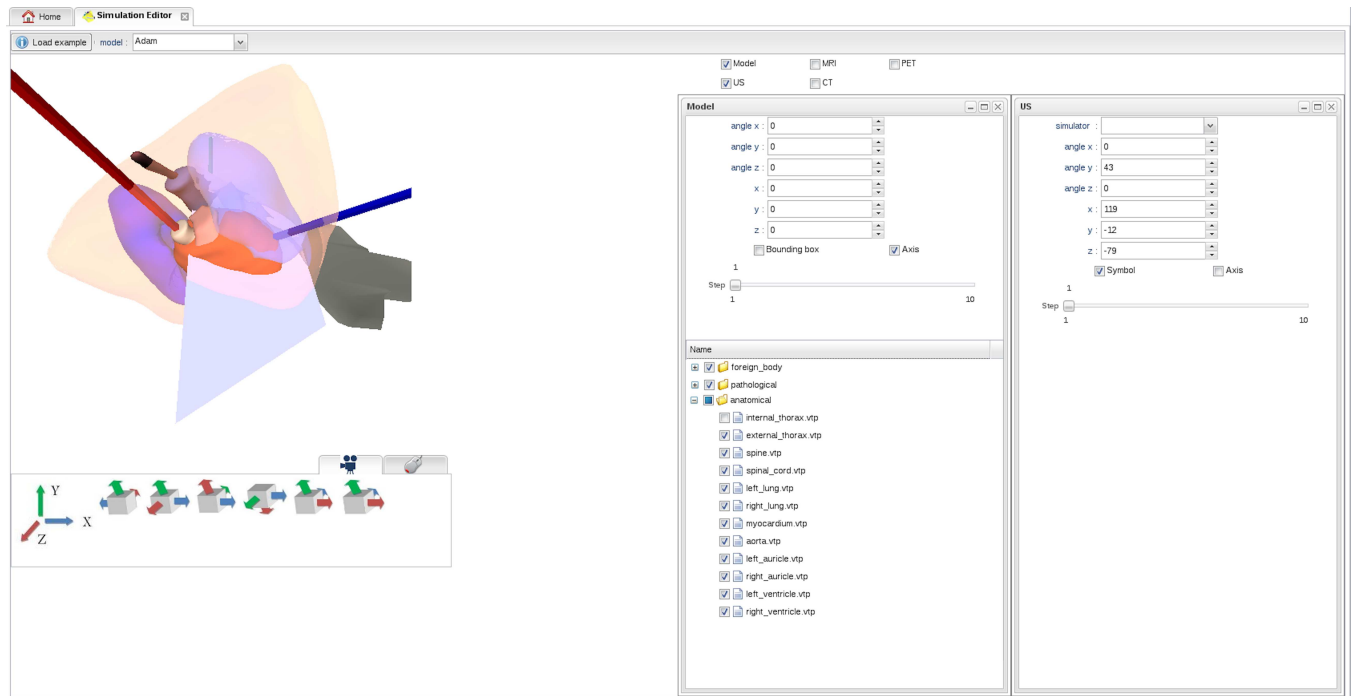 Home
Simulation Editor
Load example
model :
Adam
Model
MRI
PET
US
CT
Model
angle x : 0
angle y : 0
angle z : 0
x : 0
y : 0
z : 0
Bounding box
Axis
1
Step
1
10
Name
foreign_body
pathological
anatomical
internal_thorax.vtp
external_thorax.vtp
spine.vtp
spinal_cord.vtp
left_lung.vtp
right_lung.vtp
myocardium.vtp
aorta.vtp
left_auricle.vtp
right_auricle.vtp
left_ventricle.vtp
right_ventricle.vtp
US
simulator :
angle x : 0
angle y : 43
angle z : 0
x : 119
y : -12
z : -79
Symbol
Axis
1
Step
1
10
Y
X
Z